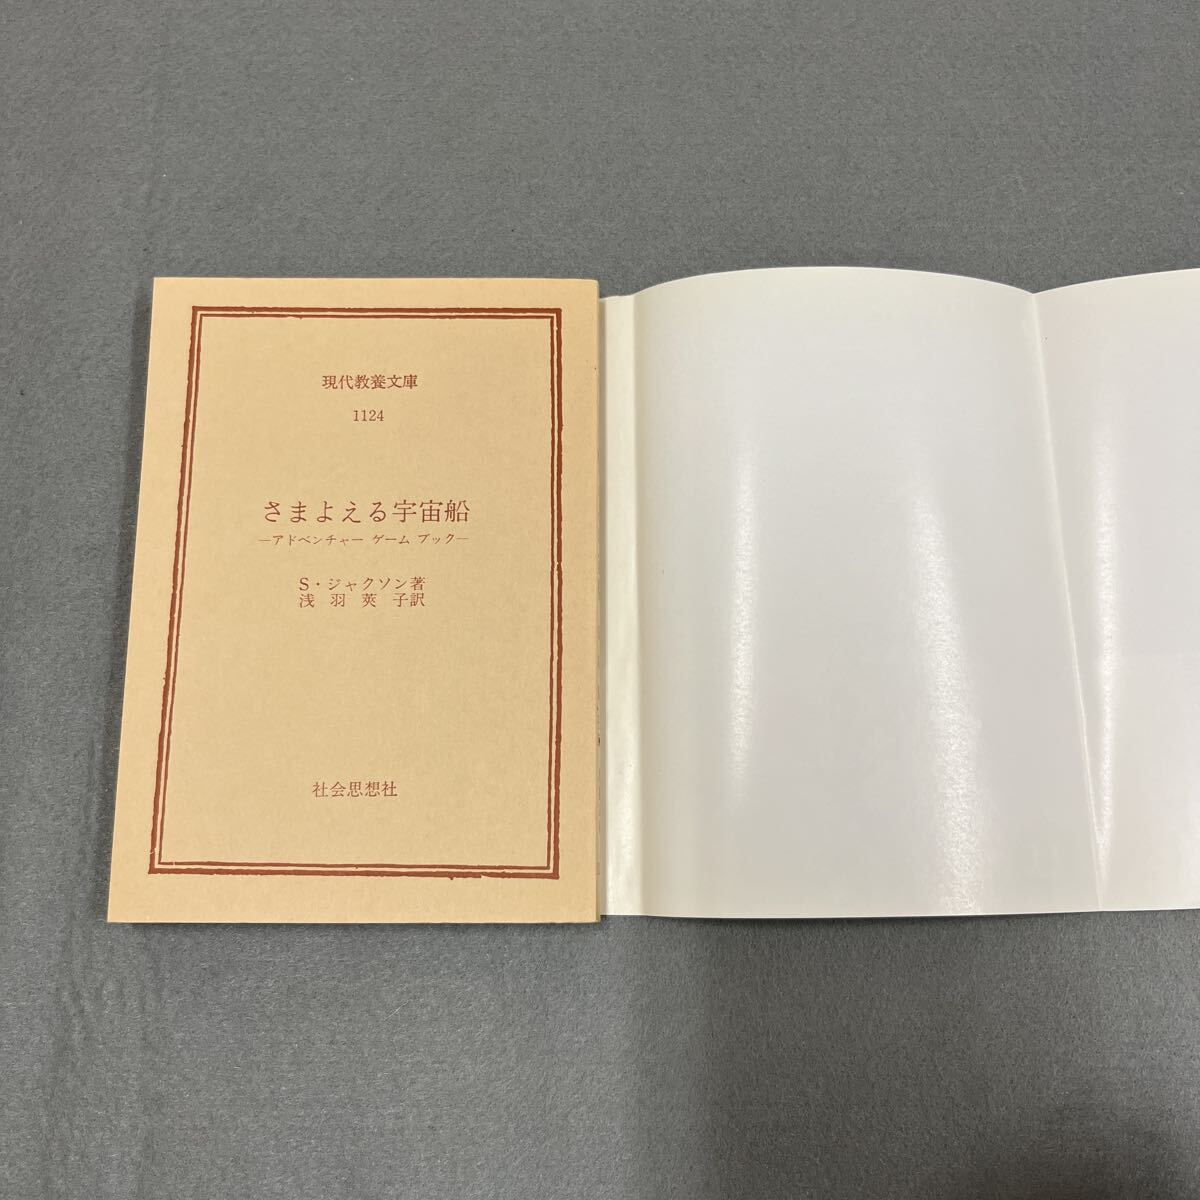 現代教養文庫
1124
さまよえる宇宙船
―アドベンチャー ゲーム ブック―
S・ジャクソン著
浅羽莢子訳
社会思想社